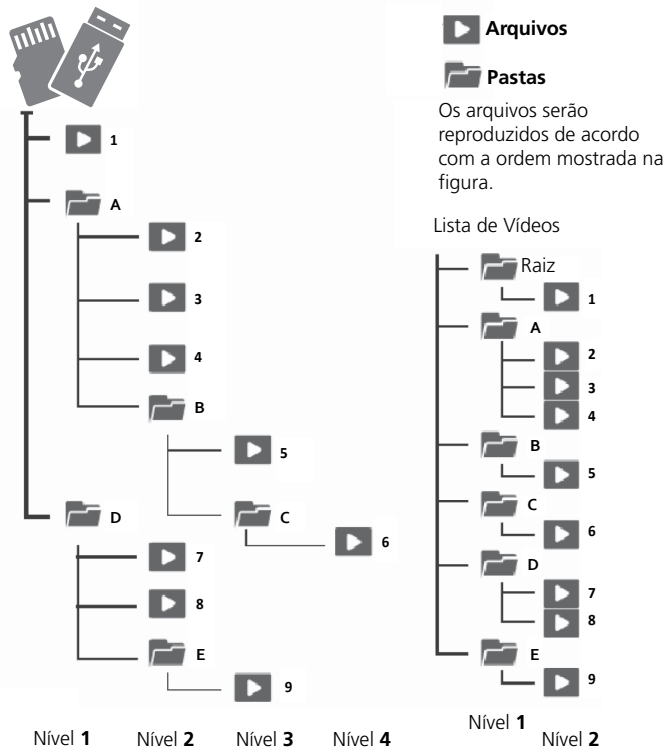 Arquivos
Pastas
Os arquivos serão
reproduzidos de acordo
com a ordem mostrada na
figura.
Lista de Vídeos
1
A
2
3
4
B
5
D
C
6
7
8
E
9
Nível 1 Nível 2 Nível 3 Nível 4
Raiz
1
A
2
3
4
B
5
C
6
D
7
8
E
9
Nível 1
Nível 2